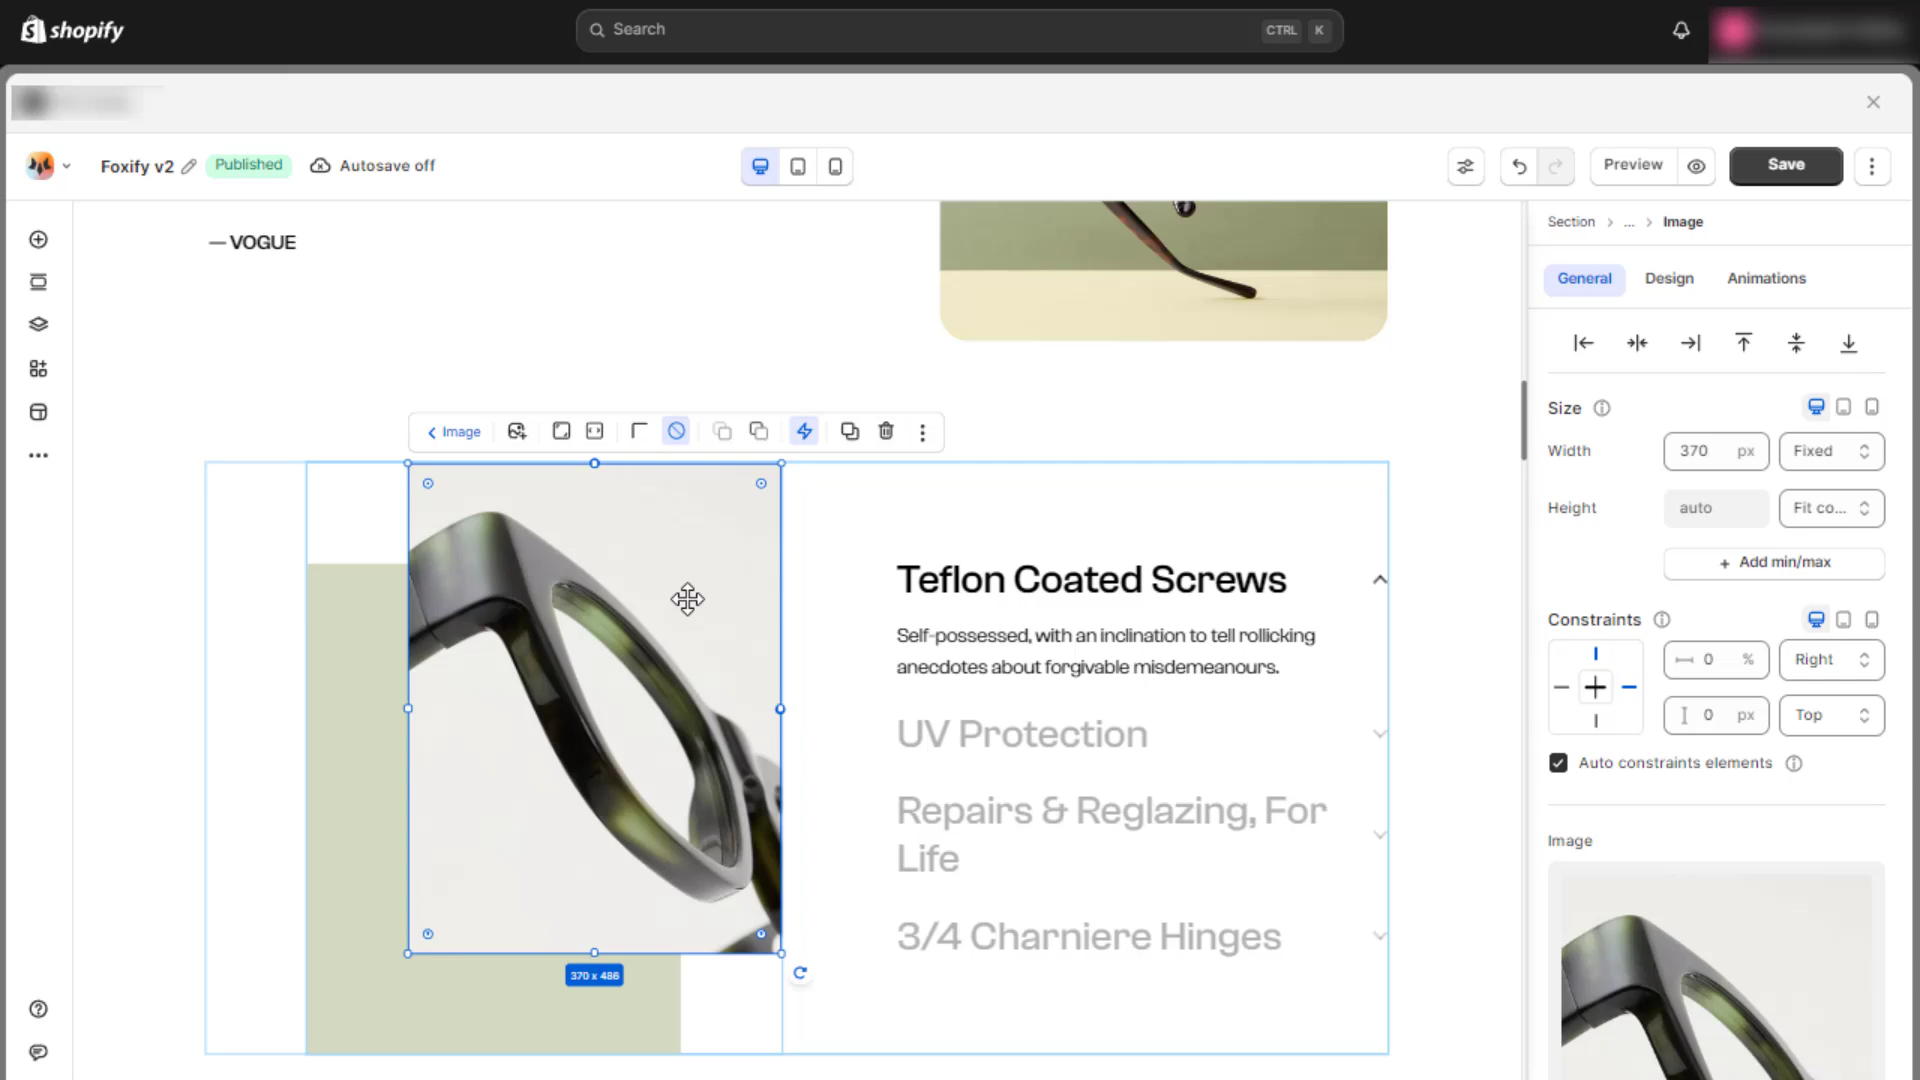 shopify
Search
CTRL K
Foxify v2
Published
Autosave off
Preview
Save
— VOGUE
Image
370 x 486
Teflon Coated Screws
Self-possessed, with an inclination to tell rollicking
anecdotes about forgivable misdemeanours.
UV Protection
Repairs & Reglazing, For
Life
3/4 Charniere Hinges
Section > ... > Image
General
Design
Animations
Size
Width
370 px
Fixed
Height
auto
Fit co...
+ Add min/max
Constraints
0 %
Right
0 px
Top
Auto constraints elements
Image